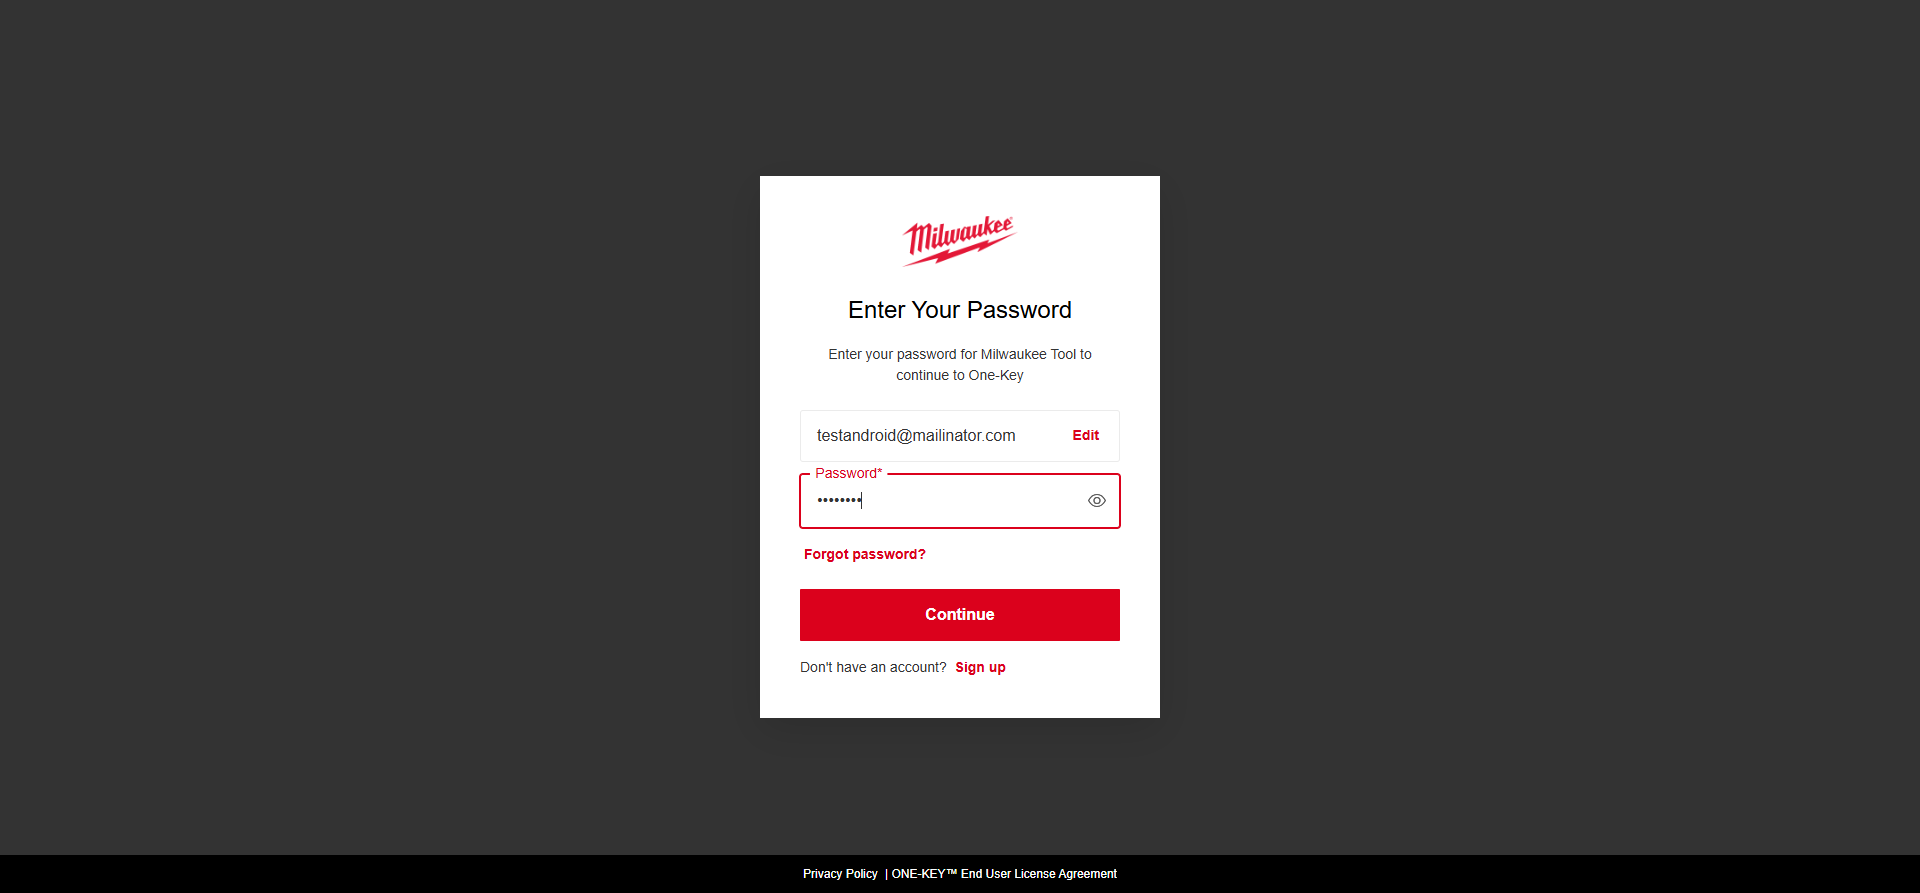 Milwaukee
Enter Your Password
Enter your password for Milwaukee Tool to
continue to One-Key
testandroid@mailinator.com Edit
Password*
••••••••
Forgot password?
Continue
Don't have an account? Sign up
Privacy Policy | ONE-KEY™ End User License Agreement